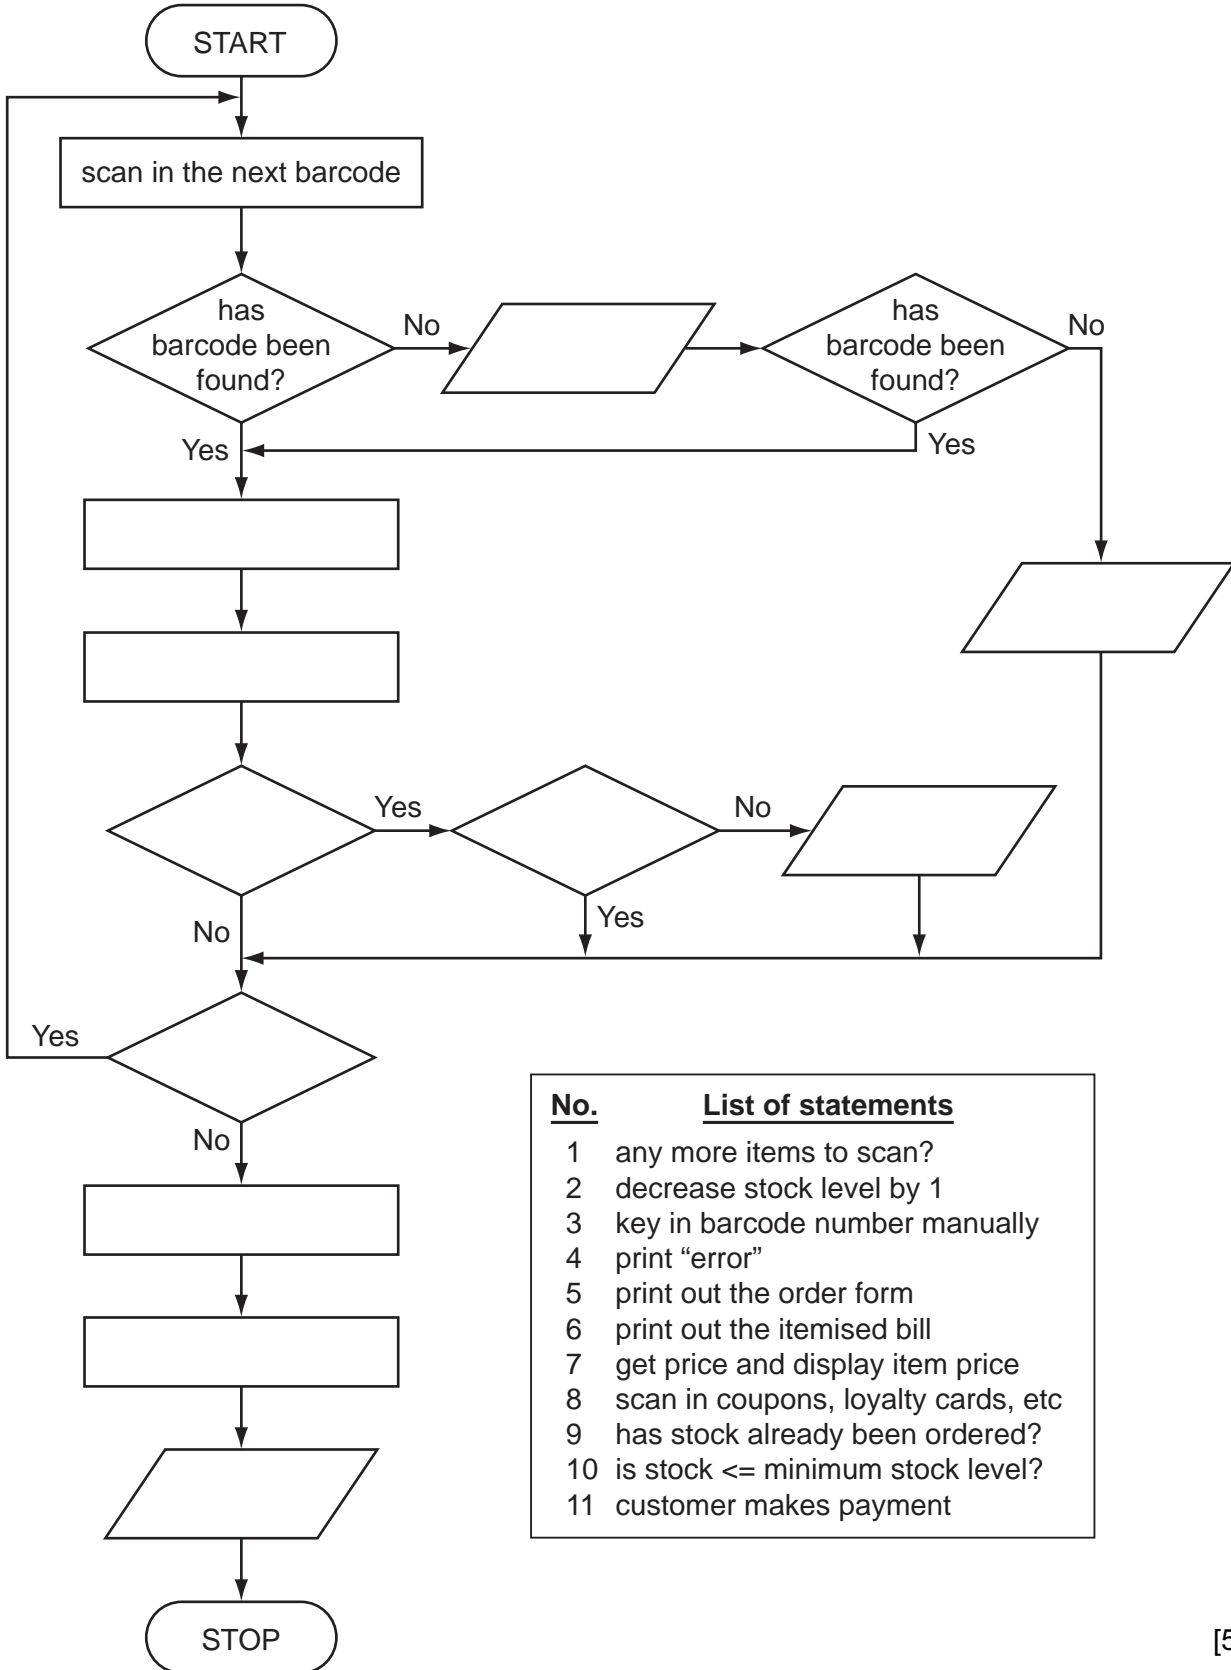 START
scan in the next barcode
has
barcode been
found?
No
has
barcode been
found?
No
Yes
Yes
Yes
No
No
Yes
Yes
No
No. List of statements
1 any more items to scan?
2 decrease stock level by 1
3 key in barcode number manually
4 print “error”
5 print out the order form
6 print out the itemised bill
7 get price and display item price
8 scan in coupons, loyalty cards, etc
9 has stock already been ordered?
10 is stock <= minimum stock level?
11 customer makes payment
STOP
[5